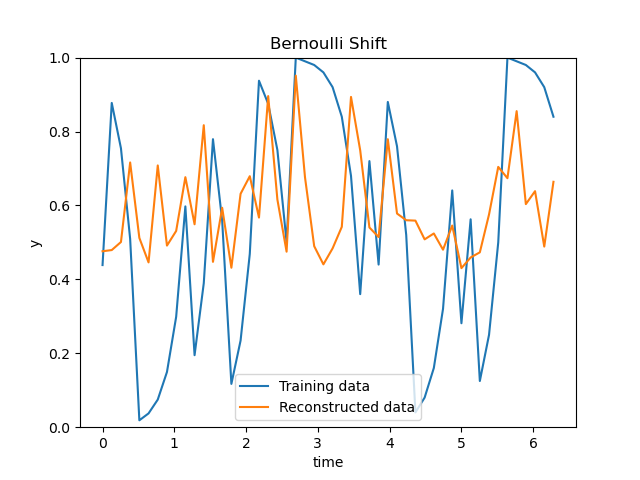 Bernoulli Shift
1.0
0.8
0.6
0.4
0.2
0.0
y
Training data
Reconstructed data
0 1 2 3 4 5 6
time